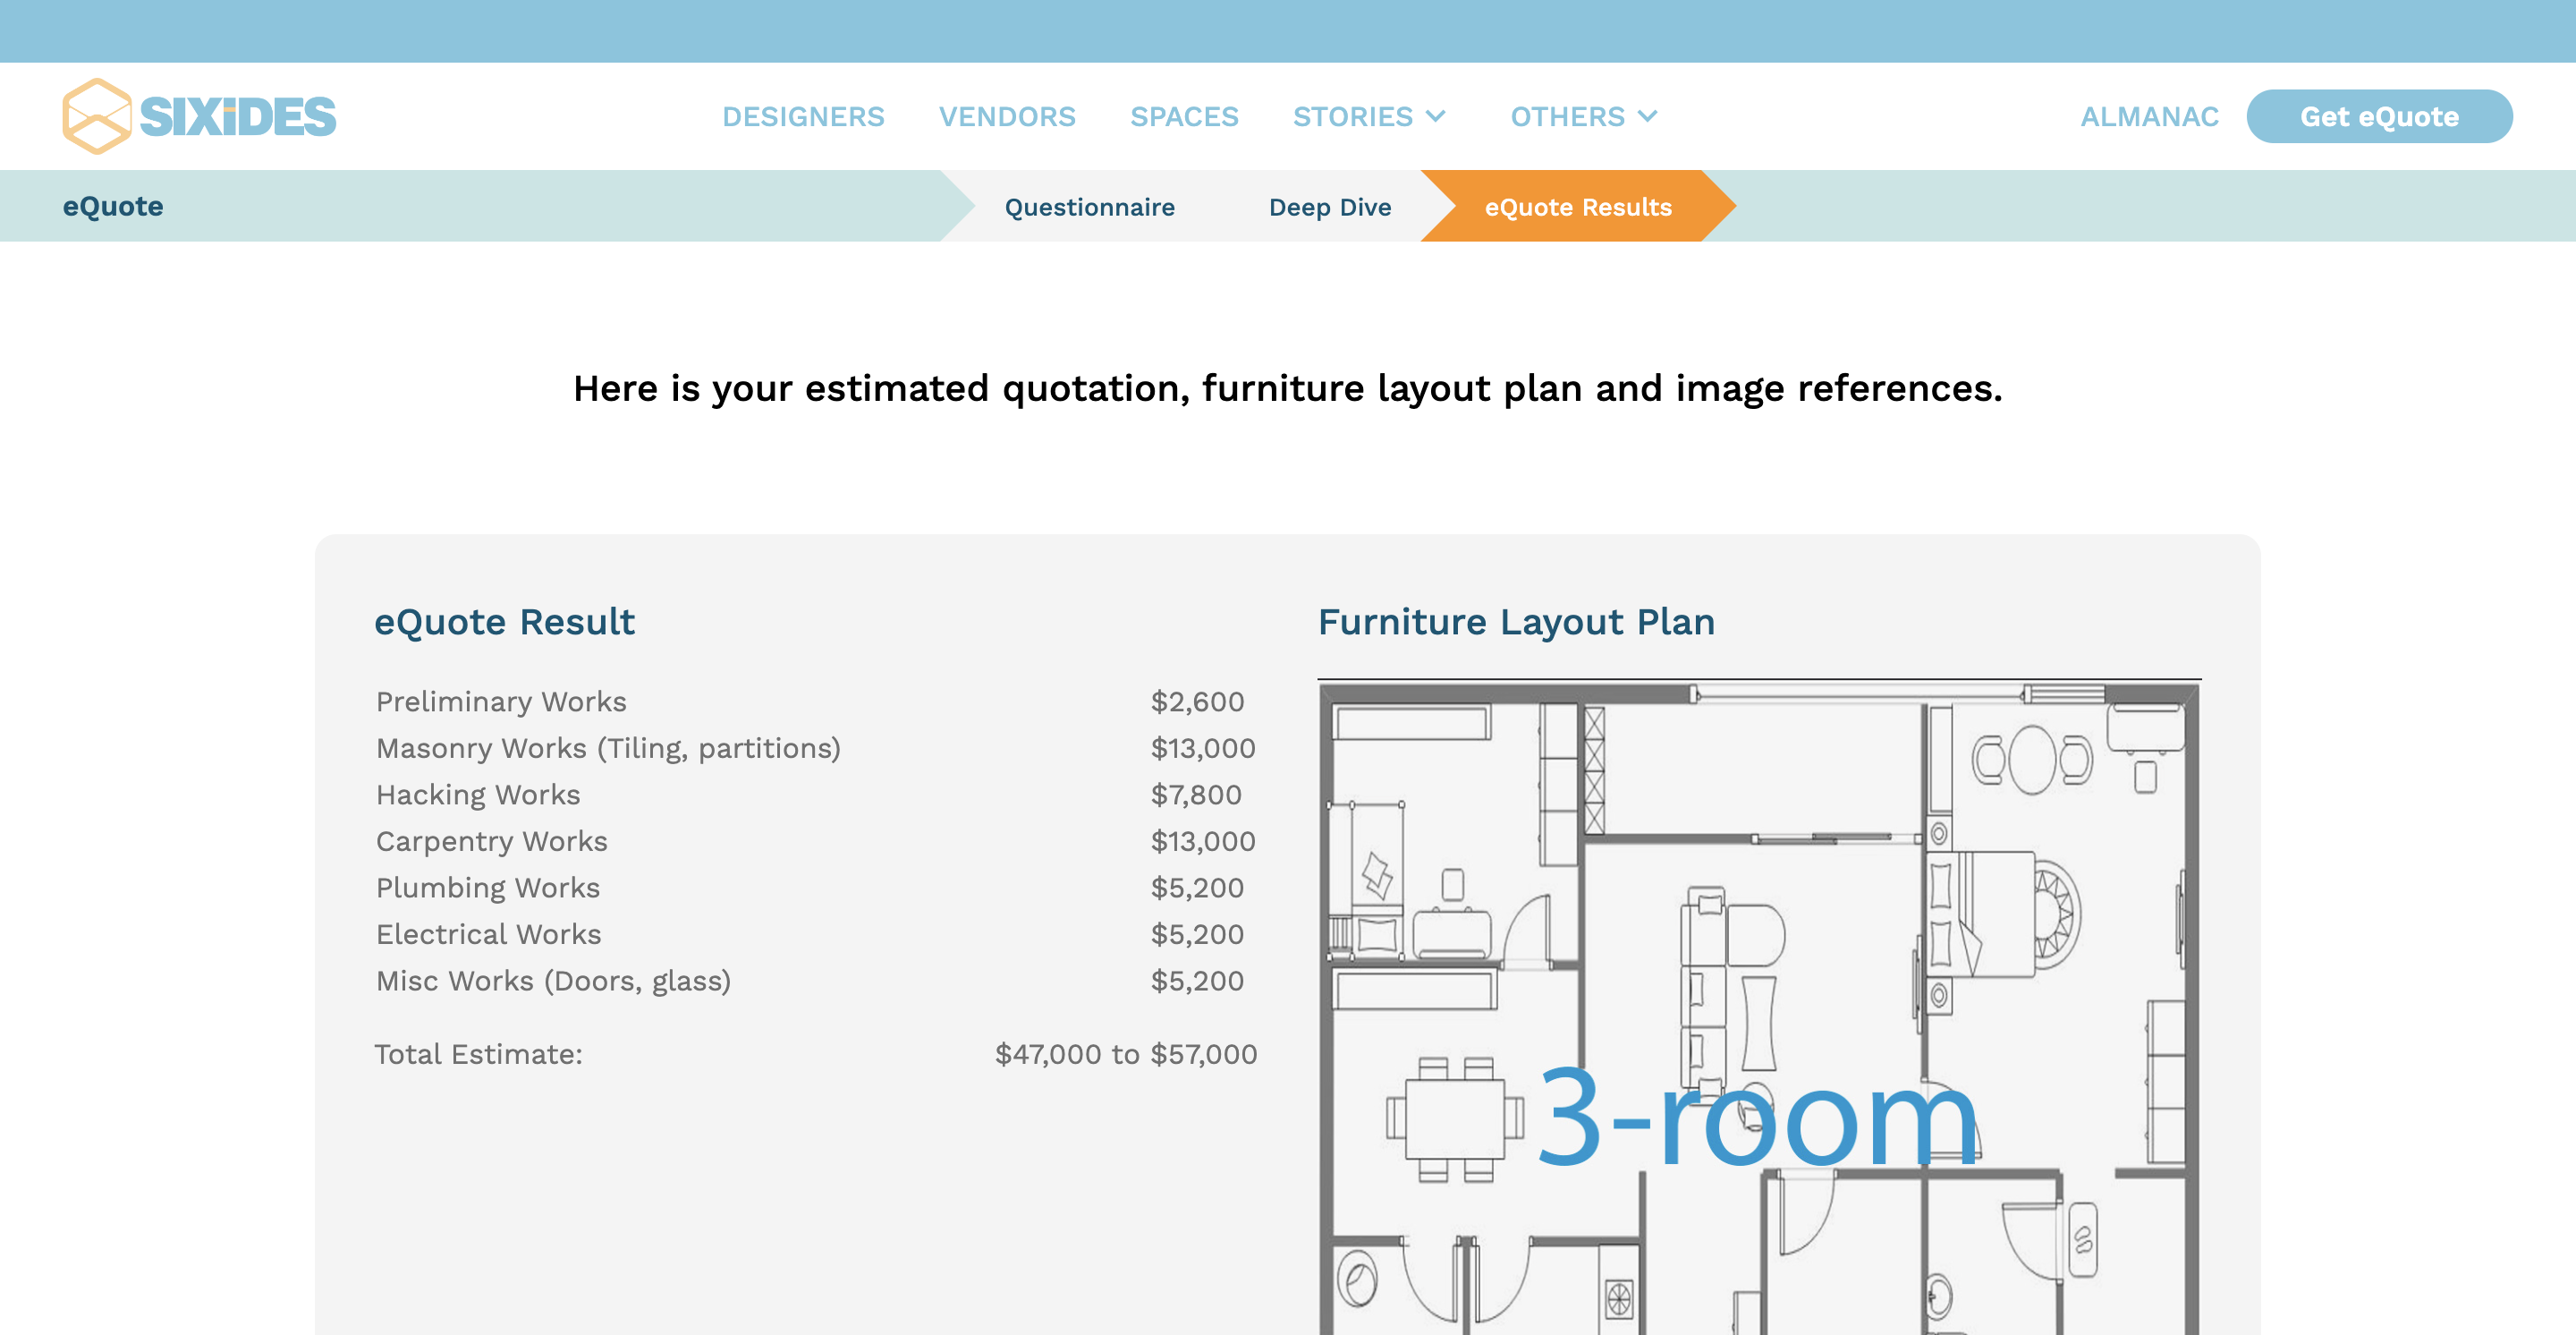 SIXiDES
DESIGNERS VENDORS SPACES STORIES OTHERS
ALMANAC Get eQuote
eQuote
Questionnaire Deep Dive eQuote Results
Here is your estimated quotation, furniture layout plan and image references.
eQuote Result
Preliminary Works $2,600
Masonry Works (Tiling, partitions) $13,000
Hacking Works $7,800
Carpentry Works $13,000
Plumbing Works $5,200
Electrical Works $5,200
Misc Works (Doors, glass) $5,200
Total Estimate: $47,000 to $57,000
Furniture Layout Plan
3-room